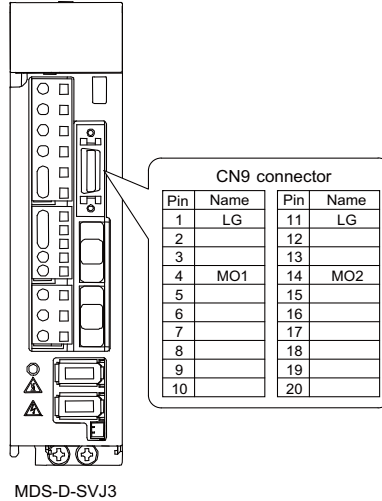 CN9 connector
Pin Name Pin Name
1 LG 11 LG
2 12
3 13
4 MO1 14 MO2
5 15
6 16
7 17
8 18
9 19
10 20
MDS-D-SVJ3